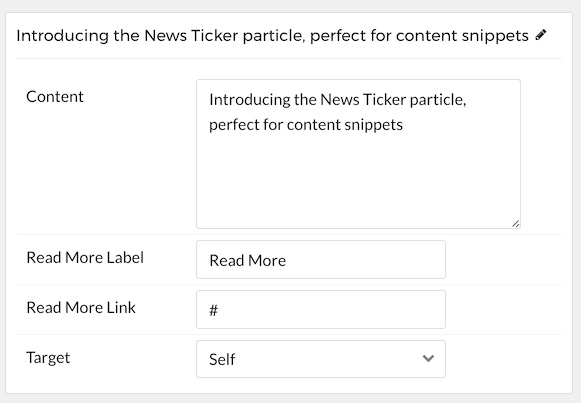 Introducing the News Ticker particle, perfect for content snippets
Content
Introducing the News Ticker particle,
perfect for content snippets
Read More Label
Read More
Read More Link
#
Target
Self